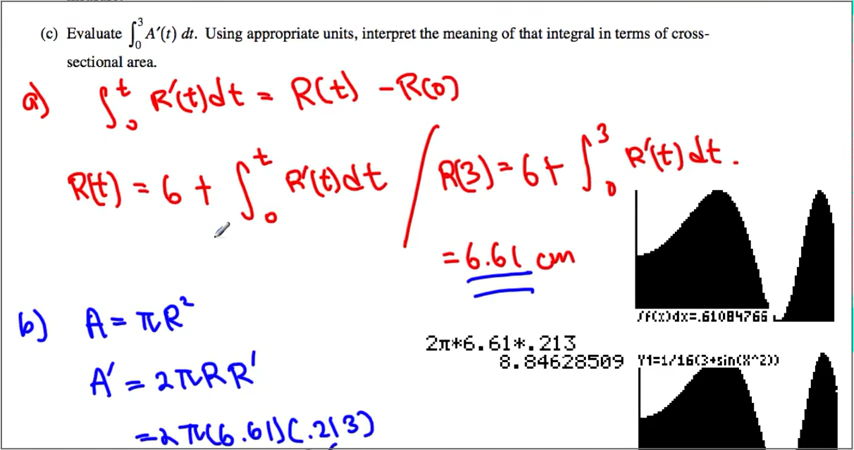 (c) Evaluate ∫₀³ A′(t) dt. Using appropriate units, interpret the meaning of that integral in terms of cross-
sectional area.
a) ∫₀ᵗ R'(t)dt = R(t) - R(0)
R(t) = 6 + ∫₀ᵗ R'(t)dt / R(3) = 6 + ∫₀³ R'(t)dt.
= 6.61 cm
∫f(x)dx=.61084766
b) A = πR²
2π*6.61*.213
8.84628509
Y1=1/16(3+sin(X^2))
A' = 2πRR'
= 2π(6.61)(.213)